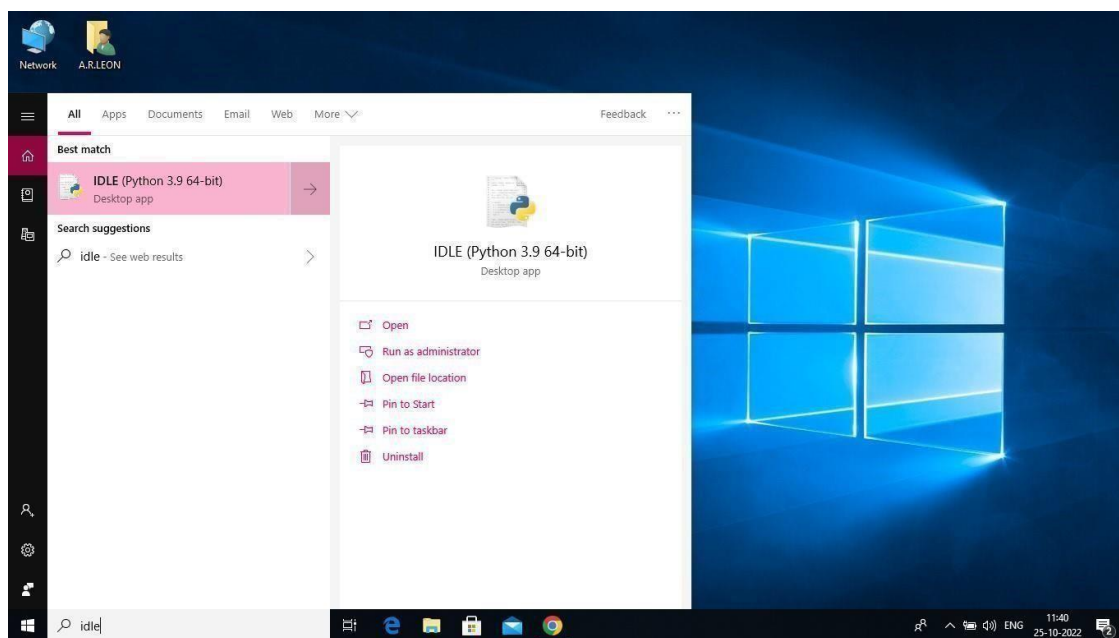 Network
A.R.LEON
All Apps Documents Email Web More Feedback ...
Best match
IDLE (Python 3.9 64-bit)
Desktop app
Search suggestions
idle - See web results
IDLE (Python 3.9 64-bit)
Desktop app
Open
Run as administrator
Open file location
Pin to Start
Pin to taskbar
Uninstall
idle
ENG
11:40
25-10-2022
2